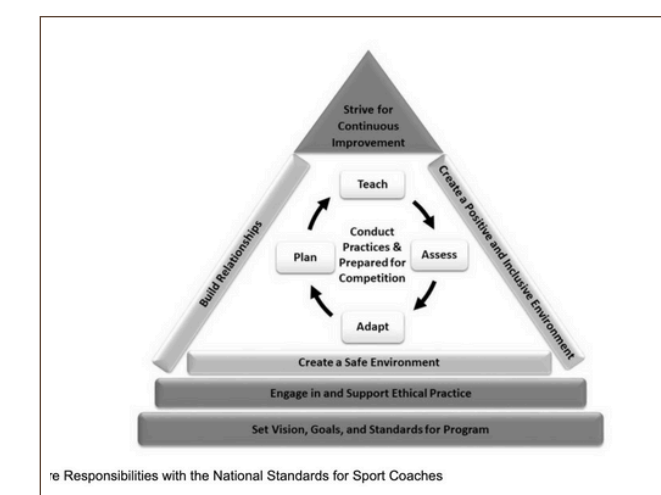 Strive for
Continuous
Improvement
Build Relationships
Create a Positive and Inclusive Environment
Teach
Assess
Adapt
Plan
Conduct
Practices &
Prepared for
Competition
Create a Safe Environment
Engage in and Support Ethical Practice
Set Vision, Goals, and Standards for Program
re Responsibilities with the National Standards for Sport Coaches